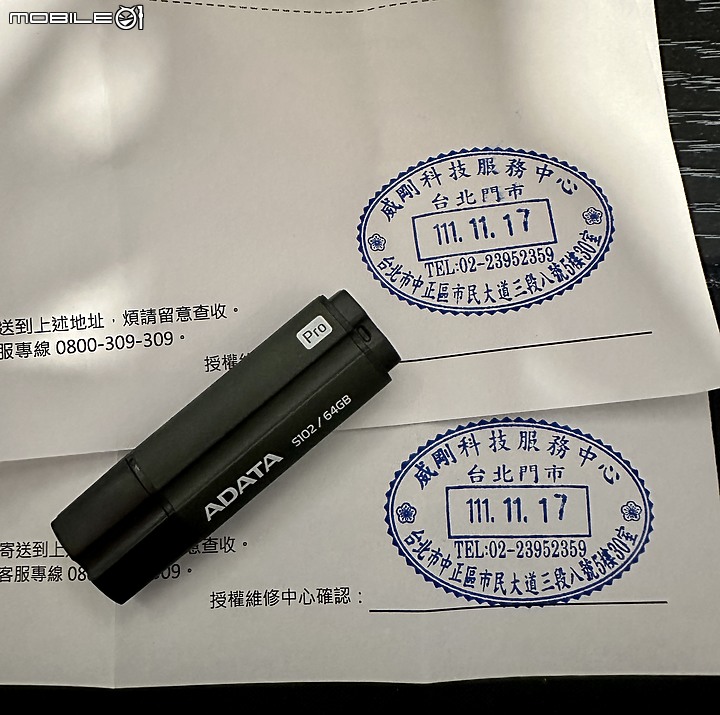 MOBILE01
威剛科技服務中心
台北門市
111.11.17
TEL:02-23952359
台北市中正區市民大道三段八號5樓30室
送到上述地址，煩請留意查收。
服專線 0800-309-309。
授權維
Pro
S102 / 64GB
ADATA
威剛科技服務中心
台北門市
111.11.17
TEL:02-23952359
台北市中正區市民大道三段八號5樓30室
寄送到上
意查收。
客服專線 08
09。
授權維修中心確認：